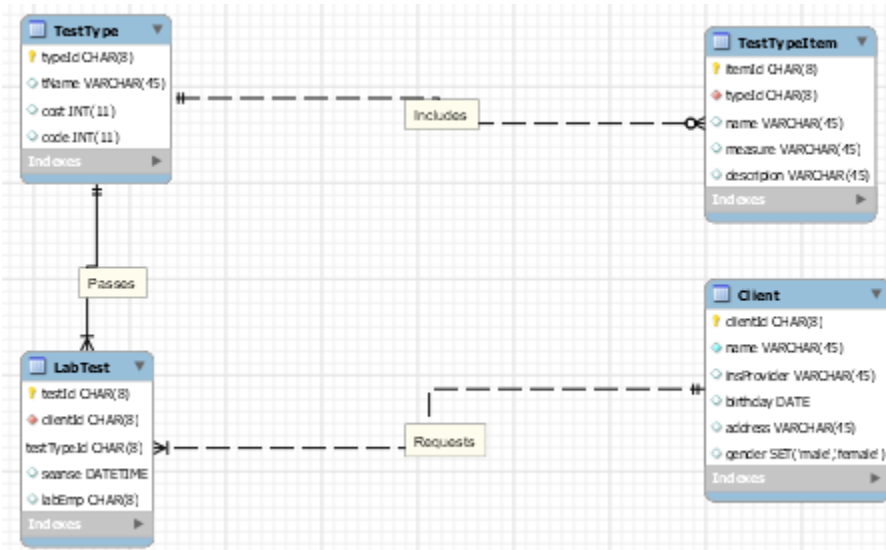 TestType
typeId CHAR(8)
tName VARCHAR(45)
cost INT(11)
code INT(11)
Indexes
Includes
TestTypeItem
itemId CHAR(8)
typeId CHAR(8)
name VARCHAR(45)
measure VARCHAR(45)
descripion VARCHAR(45)
Indexes
Passes
LabTest
testId CHAR(8)
clientId CHAR(8)
testTypeId CHAR(8)
seanse DATETIME
labEmp CHAR(8)
Indexes
Requests
Client
clientId CHAR(8)
name VARCHAR(45)
insProvider VARCHAR(45)
birthday DATE
address VARCHAR(45)
gender SET('male','female')
Indexes